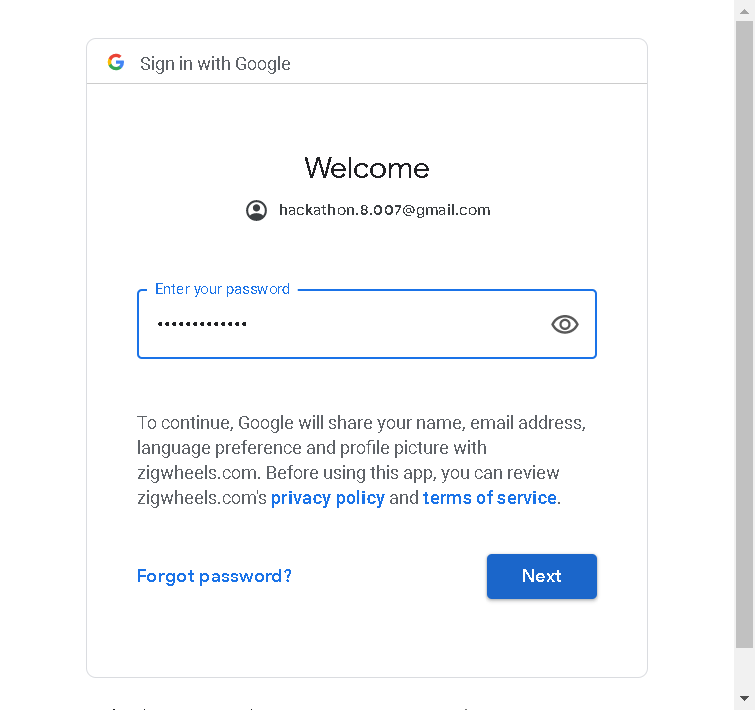 Sign in with Google
Welcome
hackathon.8.007@gmail.com
Enter your password
•••••••••••••
To continue, Google will share your name, email address,
language preference and profile picture with
zigwheels.com. Before using this app, you can review
zigwheels.com's privacy policy and terms of service.
Forgot password?
Next